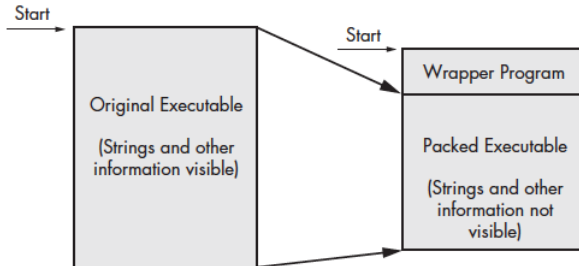 Start
Original Executable
(Strings and other
information visible)
Start
Wrapper Program
Packed Executable
(Strings and other
information not
visible)